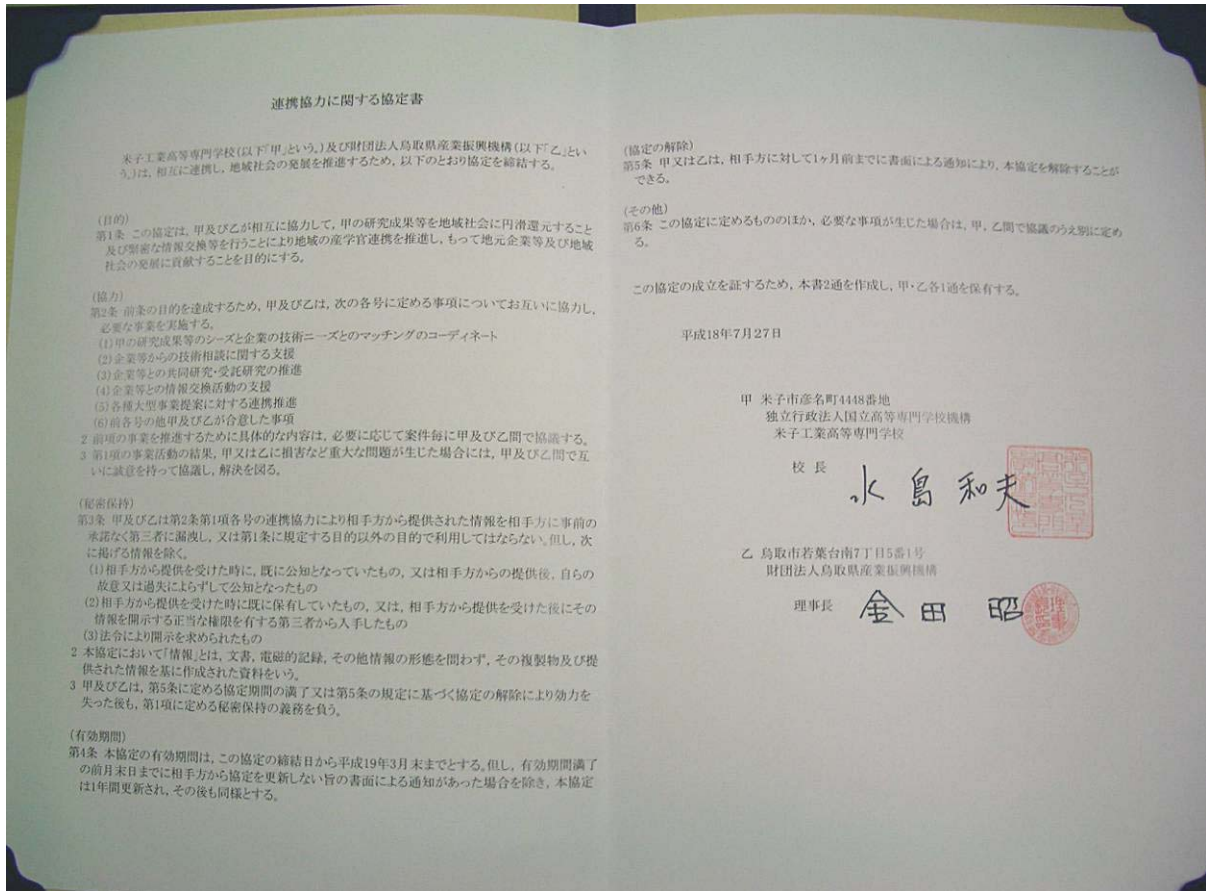 連携協力に関する協定書
米子工業高等専門学校(以下「甲」という。)及び財団法人鳥取県産業振興機構(以下「乙」とい
う。)は、相互に連携し、地域社会の発展を推進するため、以下のとおり協定を締結する。
(目的)
第1条 この協定は、甲及び乙が相互に協力して、甲の研究成果等を地域社会に円滑還元すること
及び緊密な情報交換等を行うことにより地域の産学官連携を推進し、もって地元企業等及び地域
社会の発展に貢献することを目的にする。
(協力)
第2条 前条の目的を達成するため、甲及び乙は、次の各号に定める事項についてお互いに協力し、
必要な事業を実施する。
(1)甲の研究成果等のシーズと企業の技術ニーズとのマッチングのコーディネート
(2)企業等からの技術相談に関する支援
(3)企業等との共同研究・受託研究の推進
(4)企業等との情報交換活動の支援
(5)各種大型事業提案に対する連携推進
(6)前各号の他甲及び乙が合意した事項
2 前項の事業を推進するために具体的な内容は、必要に応じて案件毎に甲及び乙間で協議する。
3 第1項の事業活動の結果、甲又は乙に損害など重大な問題が生じた場合には、甲及び乙間で互
いに誠意を持って協議し、解決を図る。
(秘密保持)
第3条 甲及び乙は第2条第1項各号の連携協力により相手方から提供された情報を相手方に事前の
承諾なく第三者に漏洩し、又は第1条に規定する目的以外の目的で利用してはならない。但し、次
に掲げる情報を除く。
(1)相手方から提供を受けた時に、既に公知となっていたもの、又は相手方からの提供後、自らの
故意又は過失によらずして公知となったもの
(2)相手方から提供を受けた時に既に保有していたもの、又は、相手方から提供を受けた後にその
情報を開示する正当な権限を有する第三者から入手したもの
(3)法令により開示を求められたもの
2 本協定において「情報」とは、文書、電磁的記録、その他情報の形態を問わず、その複製物及び提
供された情報を基に作成された資料をいう。
3 甲及び乙は、第5条に定める協定期間の満了又は第5条の規定に基づく協定の解除により効力を
失った後も、第1項に定める秘密保持の義務を負う。
(有効期間)
第4条 本協定の有効期間は、この協定の締結日から平成19年3月末までとする。但し、有効期間満了
の前月末日までに相手方から協定を更新しない旨の書面による通知があった場合を除き、本協定
は1年間更新され、その後も同様とする。
(協定の解除)
第5条 甲又は乙は、相手方に対して1ヶ月前までに書面による通知により、本協定を解除することが
できる。
(その他)
第6条 この協定に定めるもののほか、必要な事項が生じた場合は、甲、乙間で協議のうえ別に定め
る。
この協定の成立を証するため、本書2通を作成し、甲・乙各1通を保有する。
平成18年7月27日
甲 米子市彦名町4448番地
独立行政法人国立高等専門学校機構
米子工業高等専門学校
校長 水島和夫
乙 鳥取市若葉台南7丁目5番1号
財団法人鳥取県産業振興機構
理事長 金田 昭